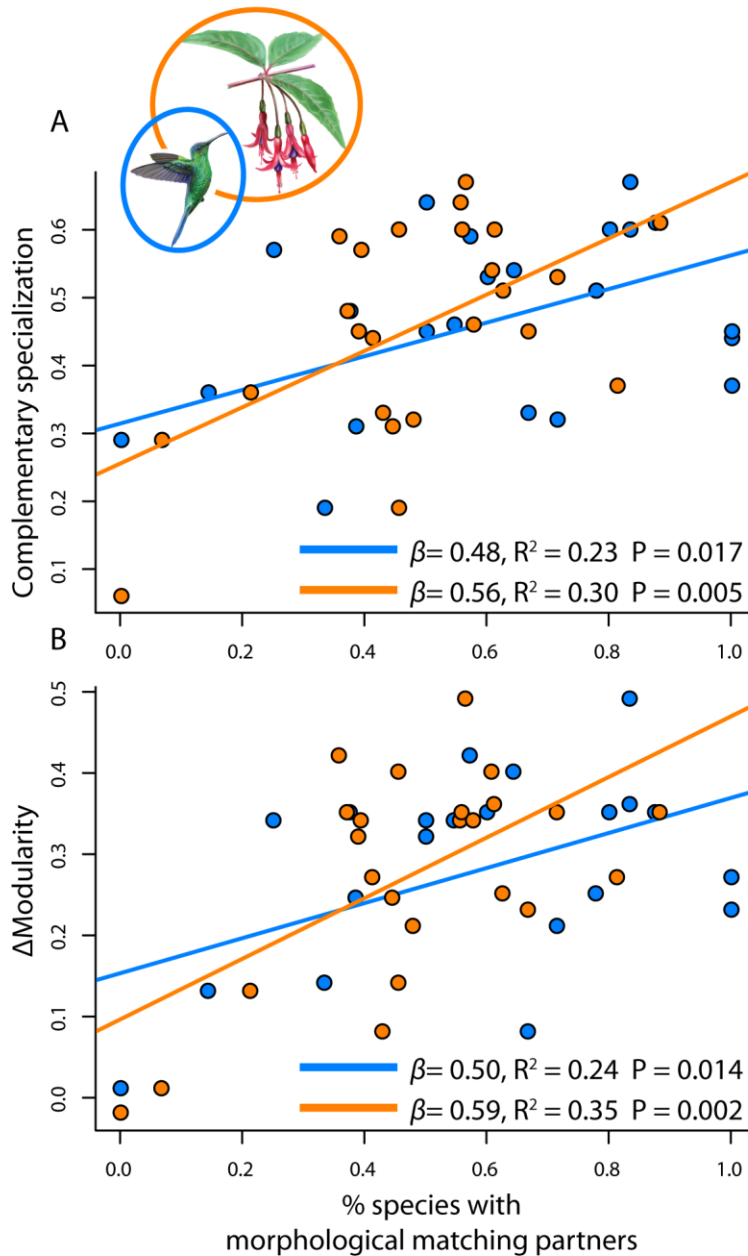 A
Complementary specialization
0.6
0.5
0.4
0.3
0.2
0.1
β= 0.48, R² = 0.23 P = 0.017
β= 0.56, R² = 0.30 P = 0.005
0.0 0.2 0.4 0.6 0.8 1.0
B
ΔModularity
0.5
0.4
0.3
0.2
0.1
0.0
β= 0.50, R² = 0.24 P = 0.014
β= 0.59, R² = 0.35 P = 0.002
0.0 0.2 0.4 0.6 0.8 1.0
% species with
morphological matching partners